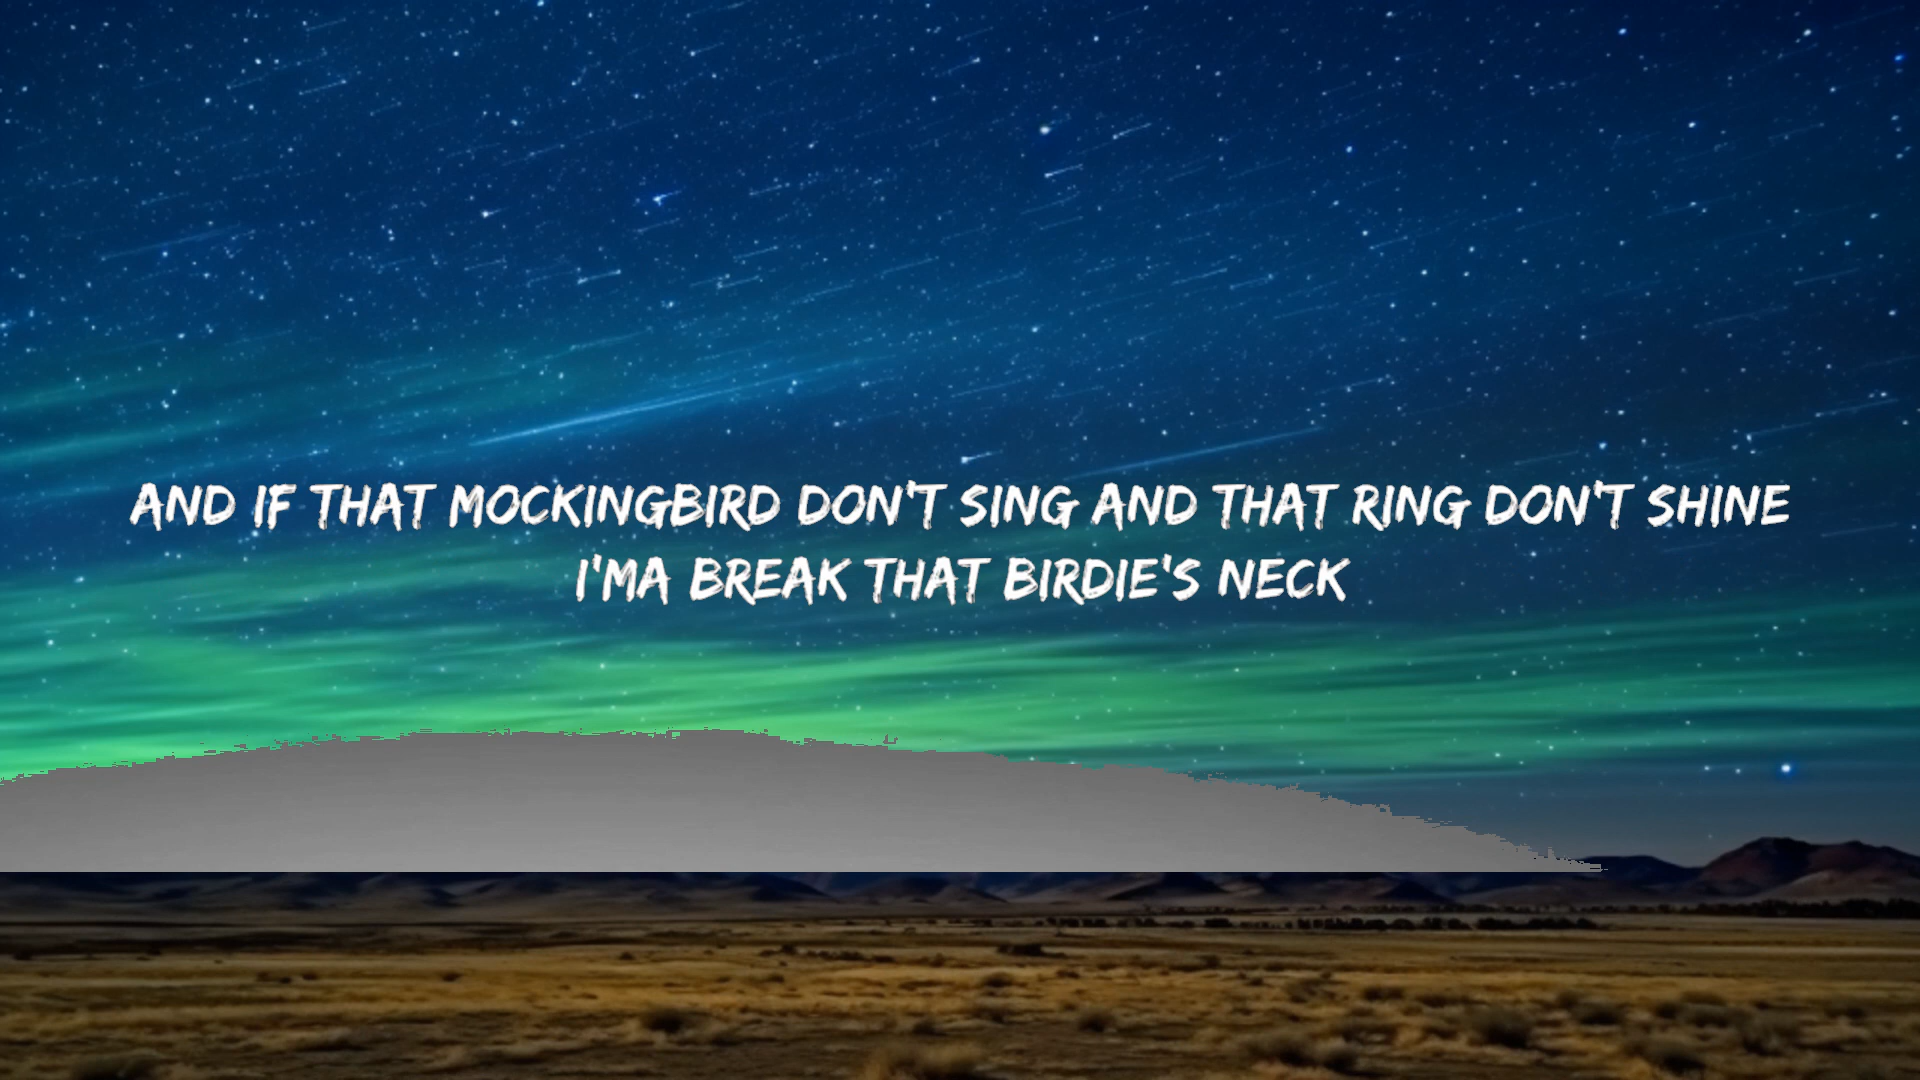 AND IF THAT MOCKINGBIRD DON'T SING AND THAT RING DON'T SHINE
I'MA BREAK THAT BIRDIE'S NECK